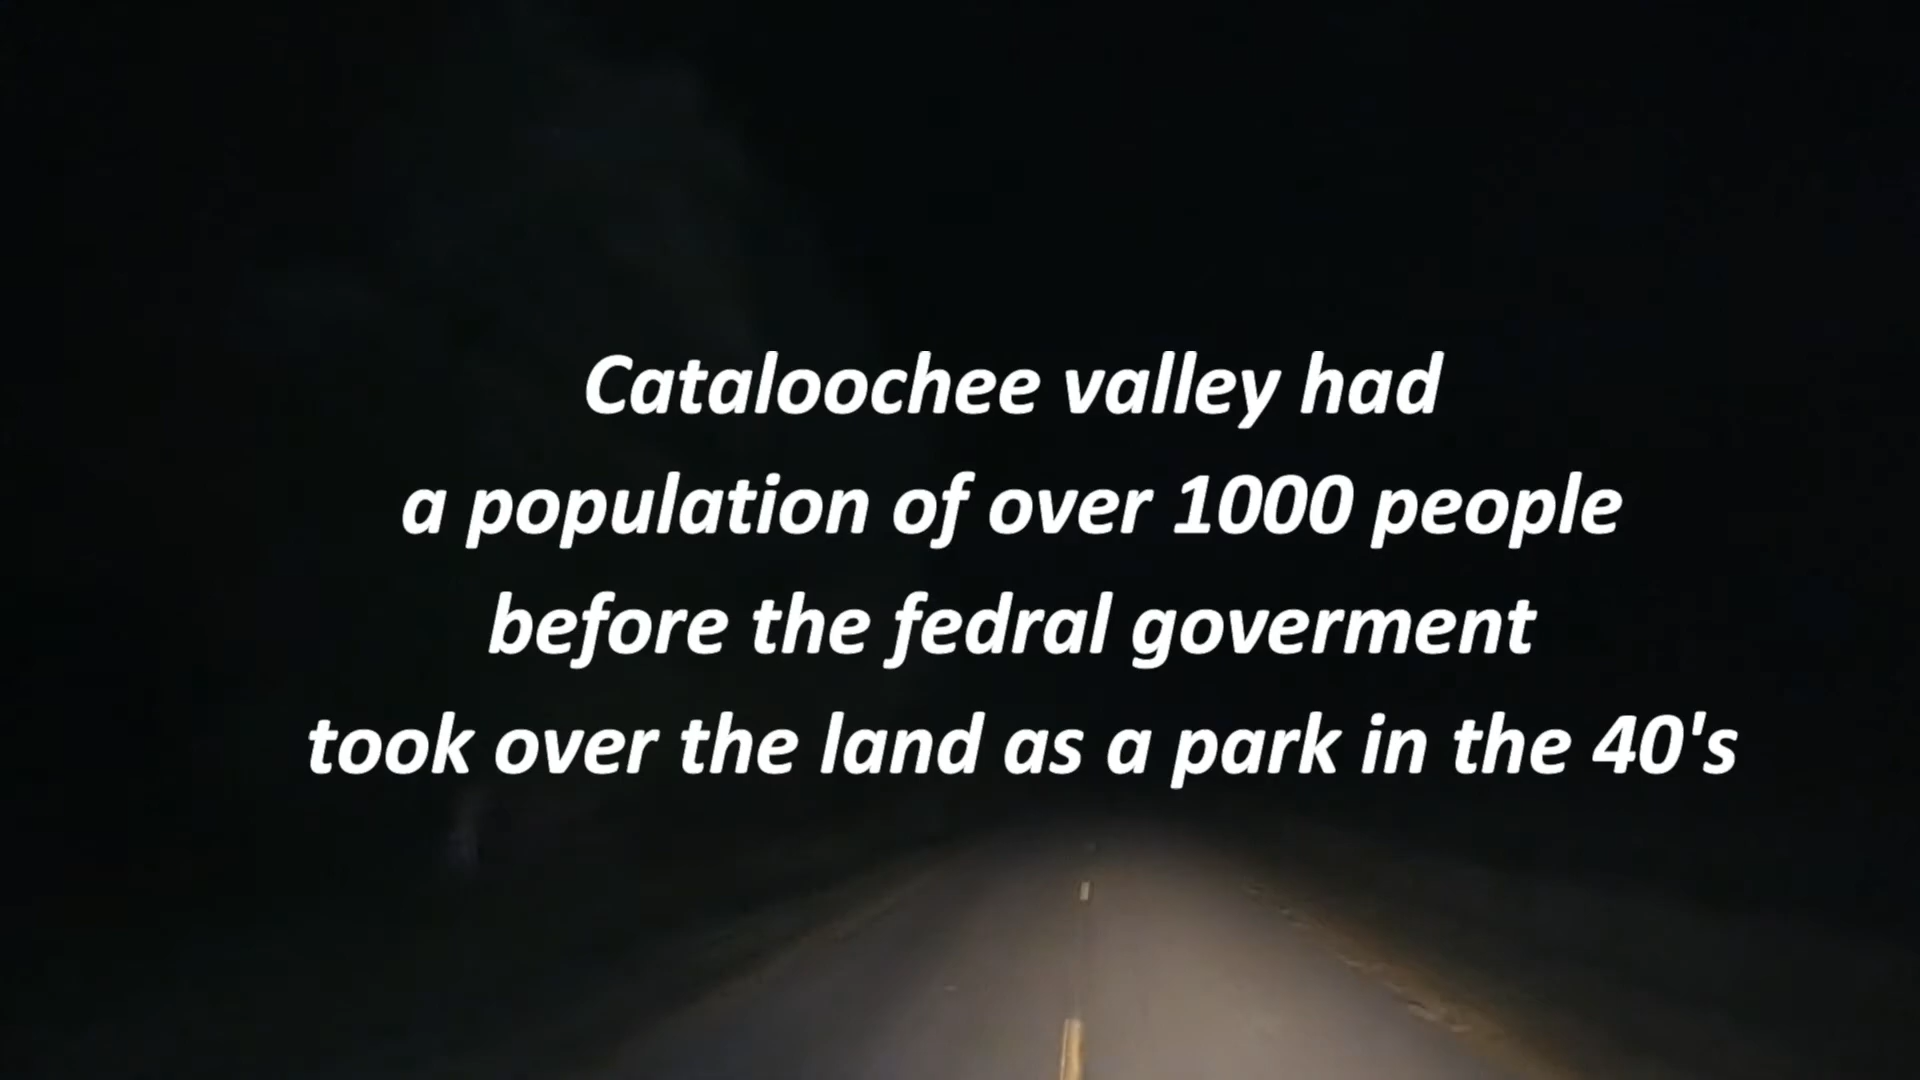 Cataloochee valley had
a population of over 1000 people
before the fedral goverment
took over the land as a park in the 40's